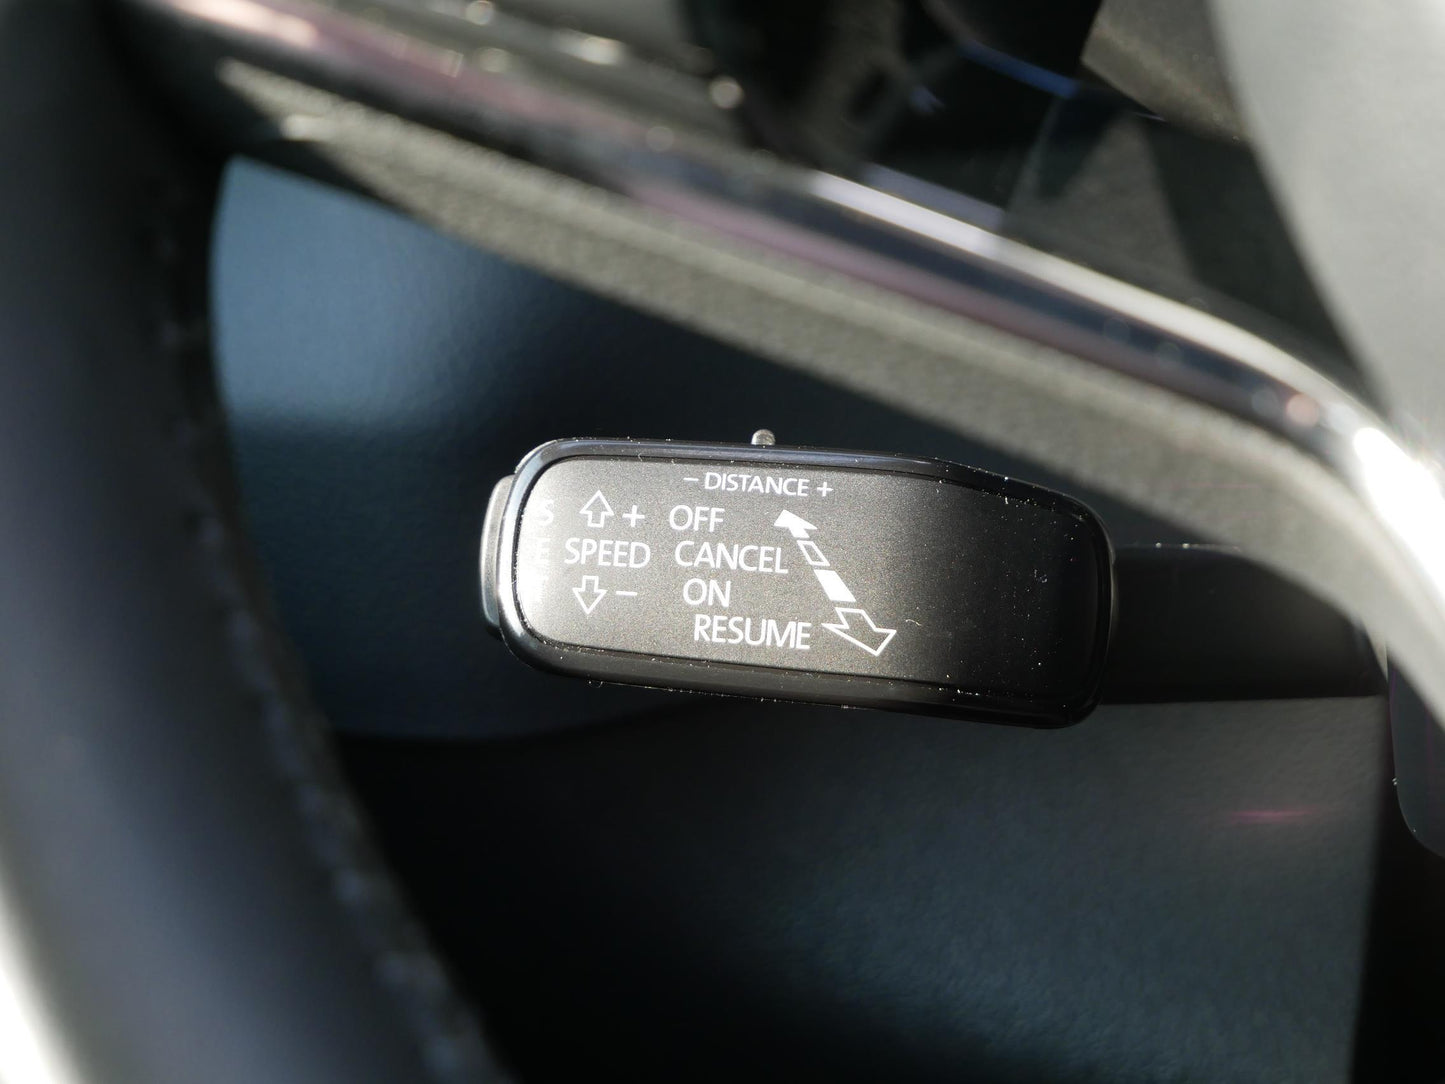 - DISTANCE +
+ OFF
SPEED CANCEL
- ON
RESUME